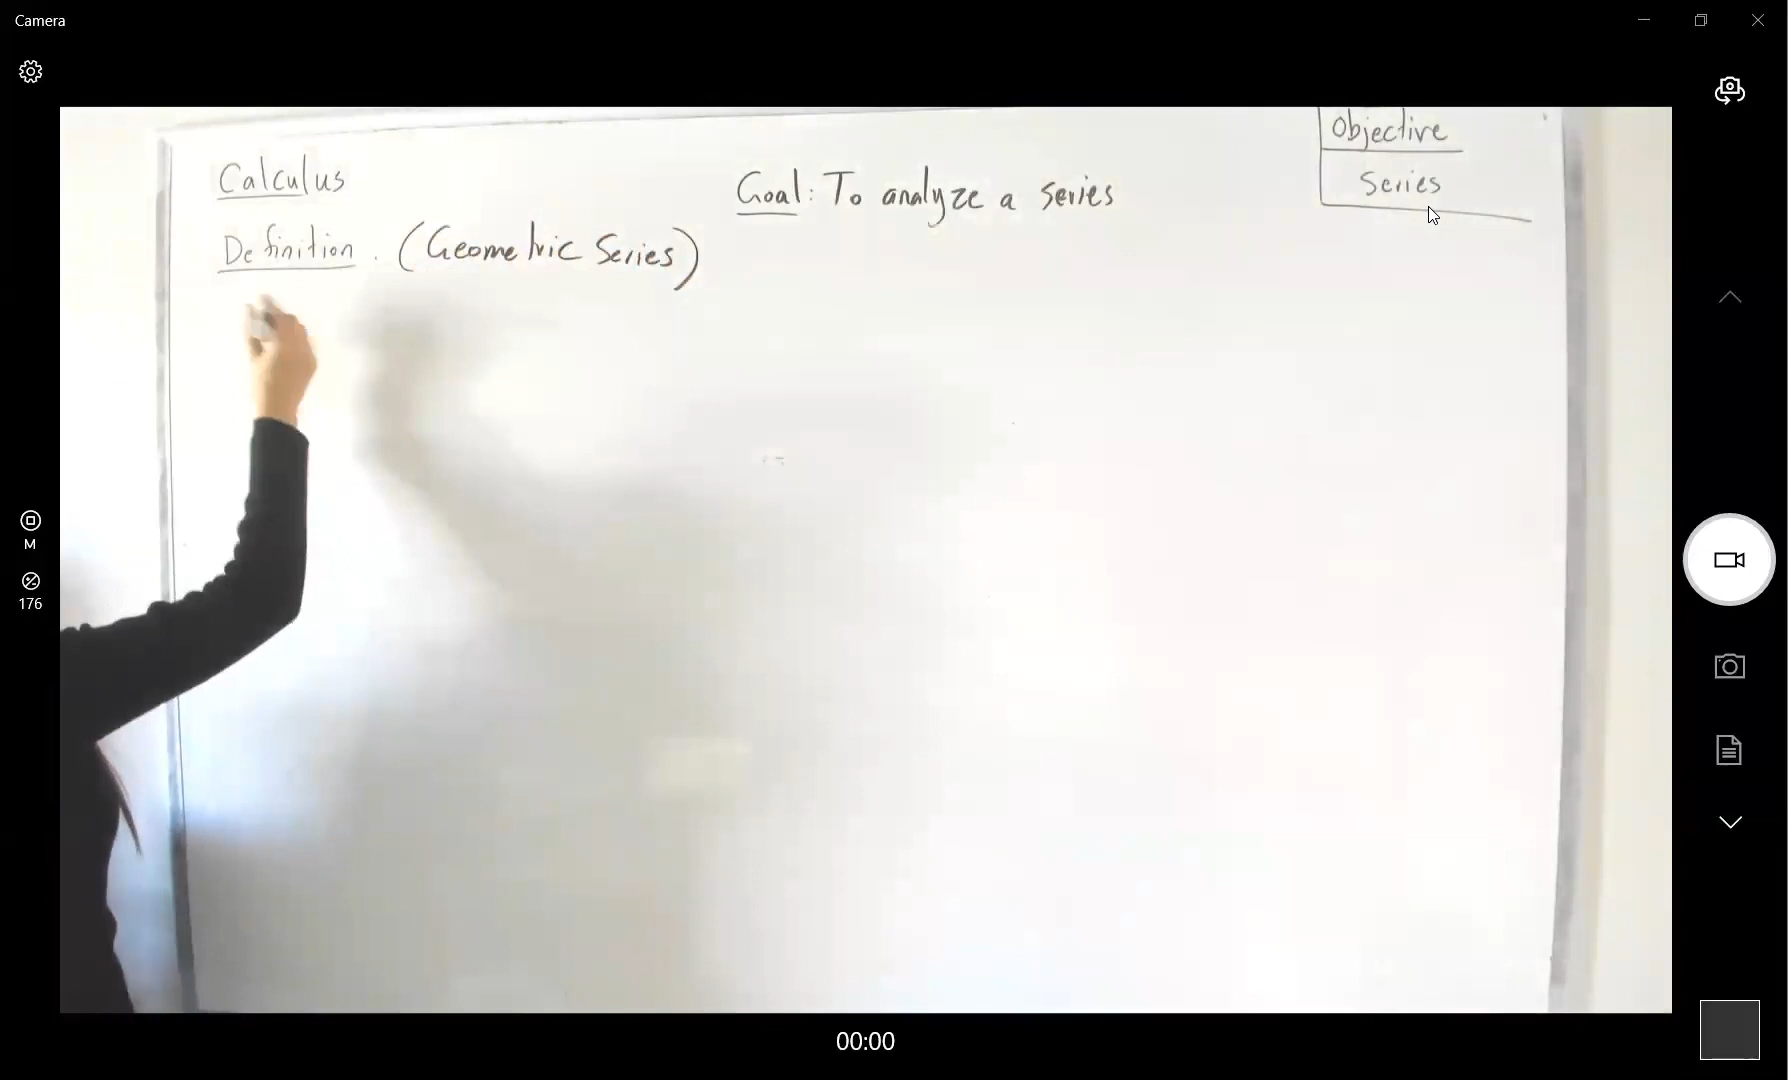 Camera
Objective
Calculus
Goal: To analyze a series
Series
Definition. (Geometric Series)
M
176
00:00